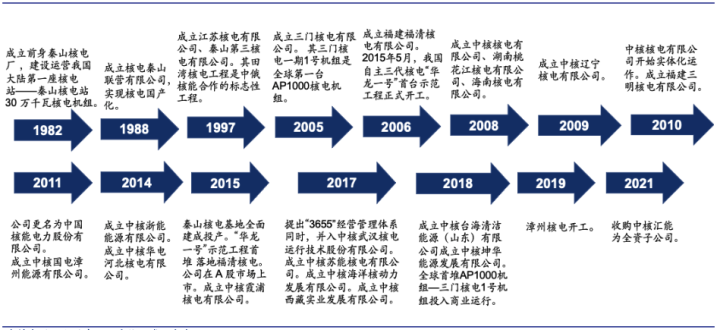 成立前身秦山核电
厂，建设运营我国
大陆第一座核电
站——秦山核电站
30 万千瓦核电机组。
成立核电秦山
联营有限公司，
实现核电国产
化。
成立江苏核电有限
公司、秦山第三核
电有限公司。其田
湾核电工程是中俄
核能合作的标志性
工程。
成立三门核电有限
公司。 其三门核
电一期1号机组是
全球第一台
AP1000核电机
组。
成立福建福清核
电有限公司。
2015年5月，我国
自主三代核电“华
龙一号”首台示范
工程正式开工。
成立中核核电有
限公司、湖南桃
花江核电有限公
司、海南核电有
限公司。
成立中核辽宁
核电有限公司。
中核核电有限公
司开始实体化运
作。成立福建三
明核电有限公司。
1982
1988
1997
2005
2006
2008
2009
2010
2011
2014
2015
2017
2018
2019
2021
公司更名为中国
核能电力股份有
限公司。
成立中核国电漳
州能源有限公司。
成立中核浙能
能源有限公司。
成立中核华电
河北核电有限
公司。
秦山核电基地全面
建成投产。“华龙
一号”示范工程首
堆 落地福清核电。
公司在 A 股市场上
市。成立中核霞浦
核电有限公司。
提出“3655”经营管理体系
同时，并入中核武汉核电
运行技术股份有限公司。
成立中核苏能核电有限公
司。成立中核海洋核动力
发展有限公司。成立中核
西藏实业发展有限公司。
成立中核台海清洁
能源（山东）有限
公司成立中核坤华
能源发展有限公司。
全球首堆AP1000机
组—三门核电1号机
组投入商业运行。
漳州核电开工。
收购中核汇能
为全资子公司。